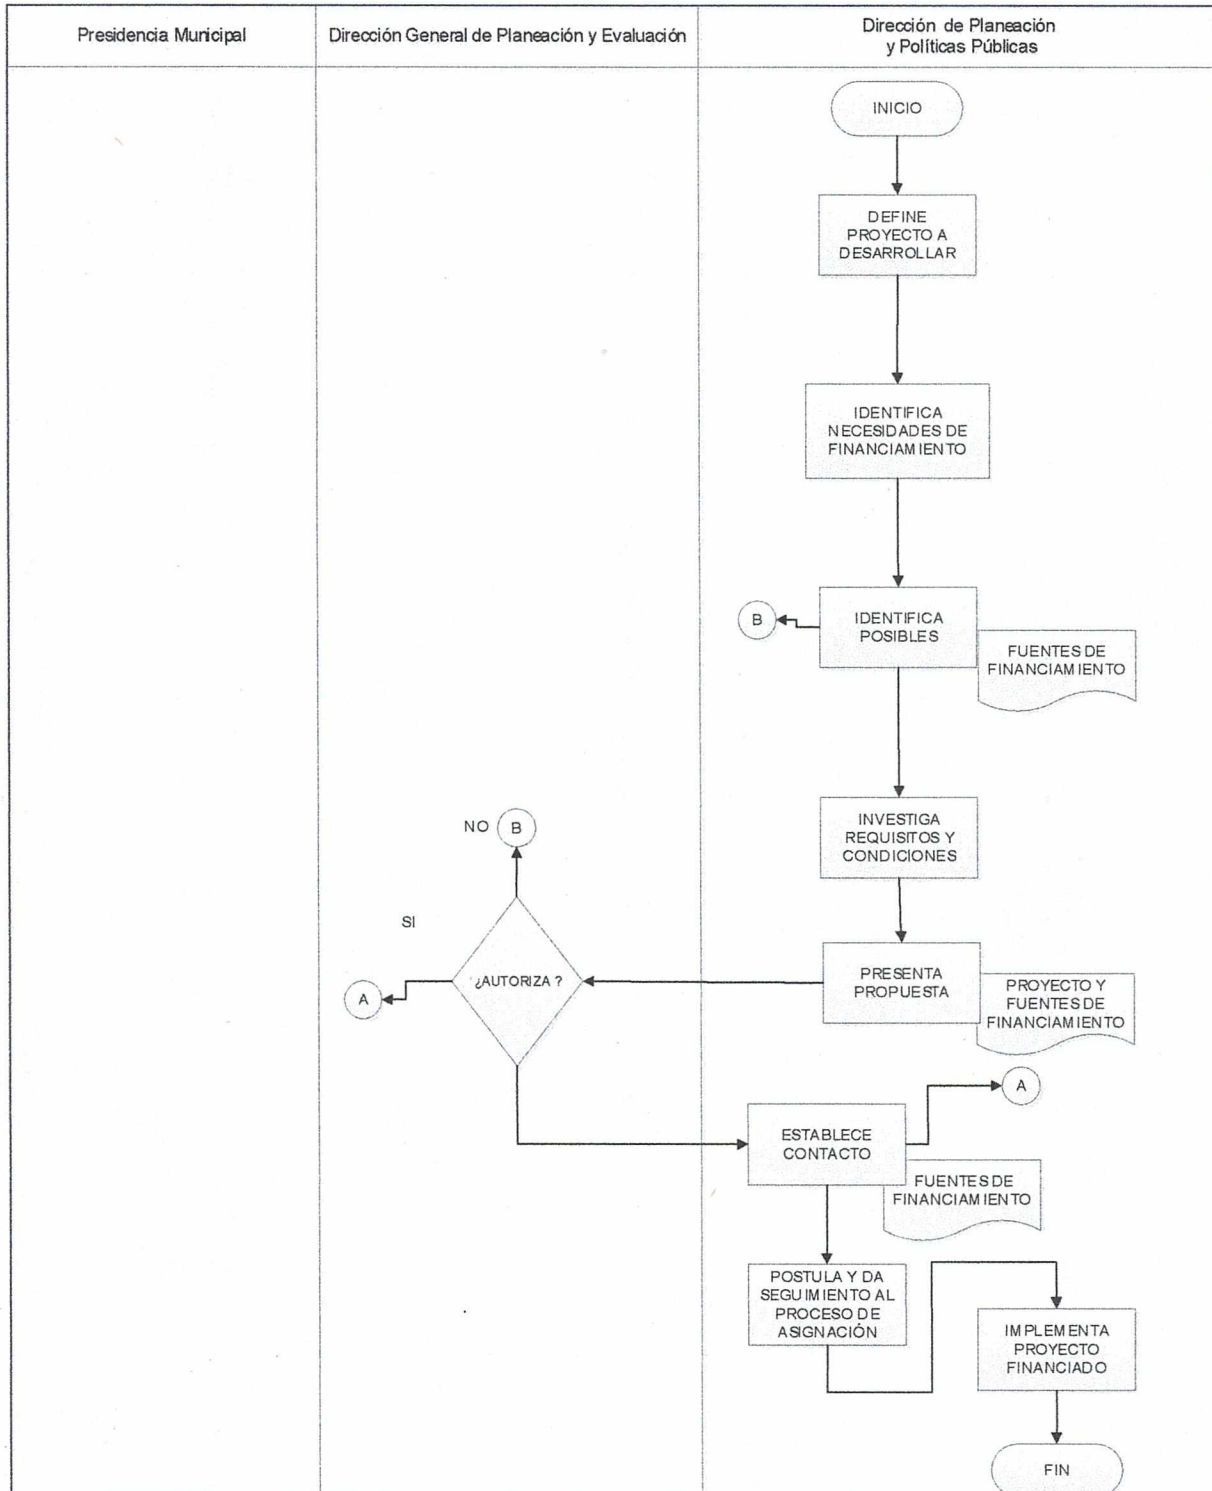 Presidencia Municipal
Dirección General de Planeación y Evaluación
Dirección de Planeación
y Políticas Públicas
INICIO
DEFINE
PROYECTO A
DESARROLLAR
IDENTIFICA
NECESIDADES DE
FINANCIAMIENTO
B
IDENTIFICA
POSIBLES
FUENTES DE
FINANCIAMIENTO
INVESTIGA
REQUISITOS Y
CONDICIONES
NO
B
SI
A
¿AUTORIZA ?
PRESENTA
PROPUESTA
PROYECTO Y
FUENTES DE
FINANCIAMIENTO
A
ESTABLECE
CONTACTO
FUENTES DE
FINANCIAMIENTO
POSTULA Y DA
SEGUIMIENTO AL
PROCESO DE
ASIGNACIÓN
IMPLEMENTA
PROYECTO
FINANCIADO
FIN